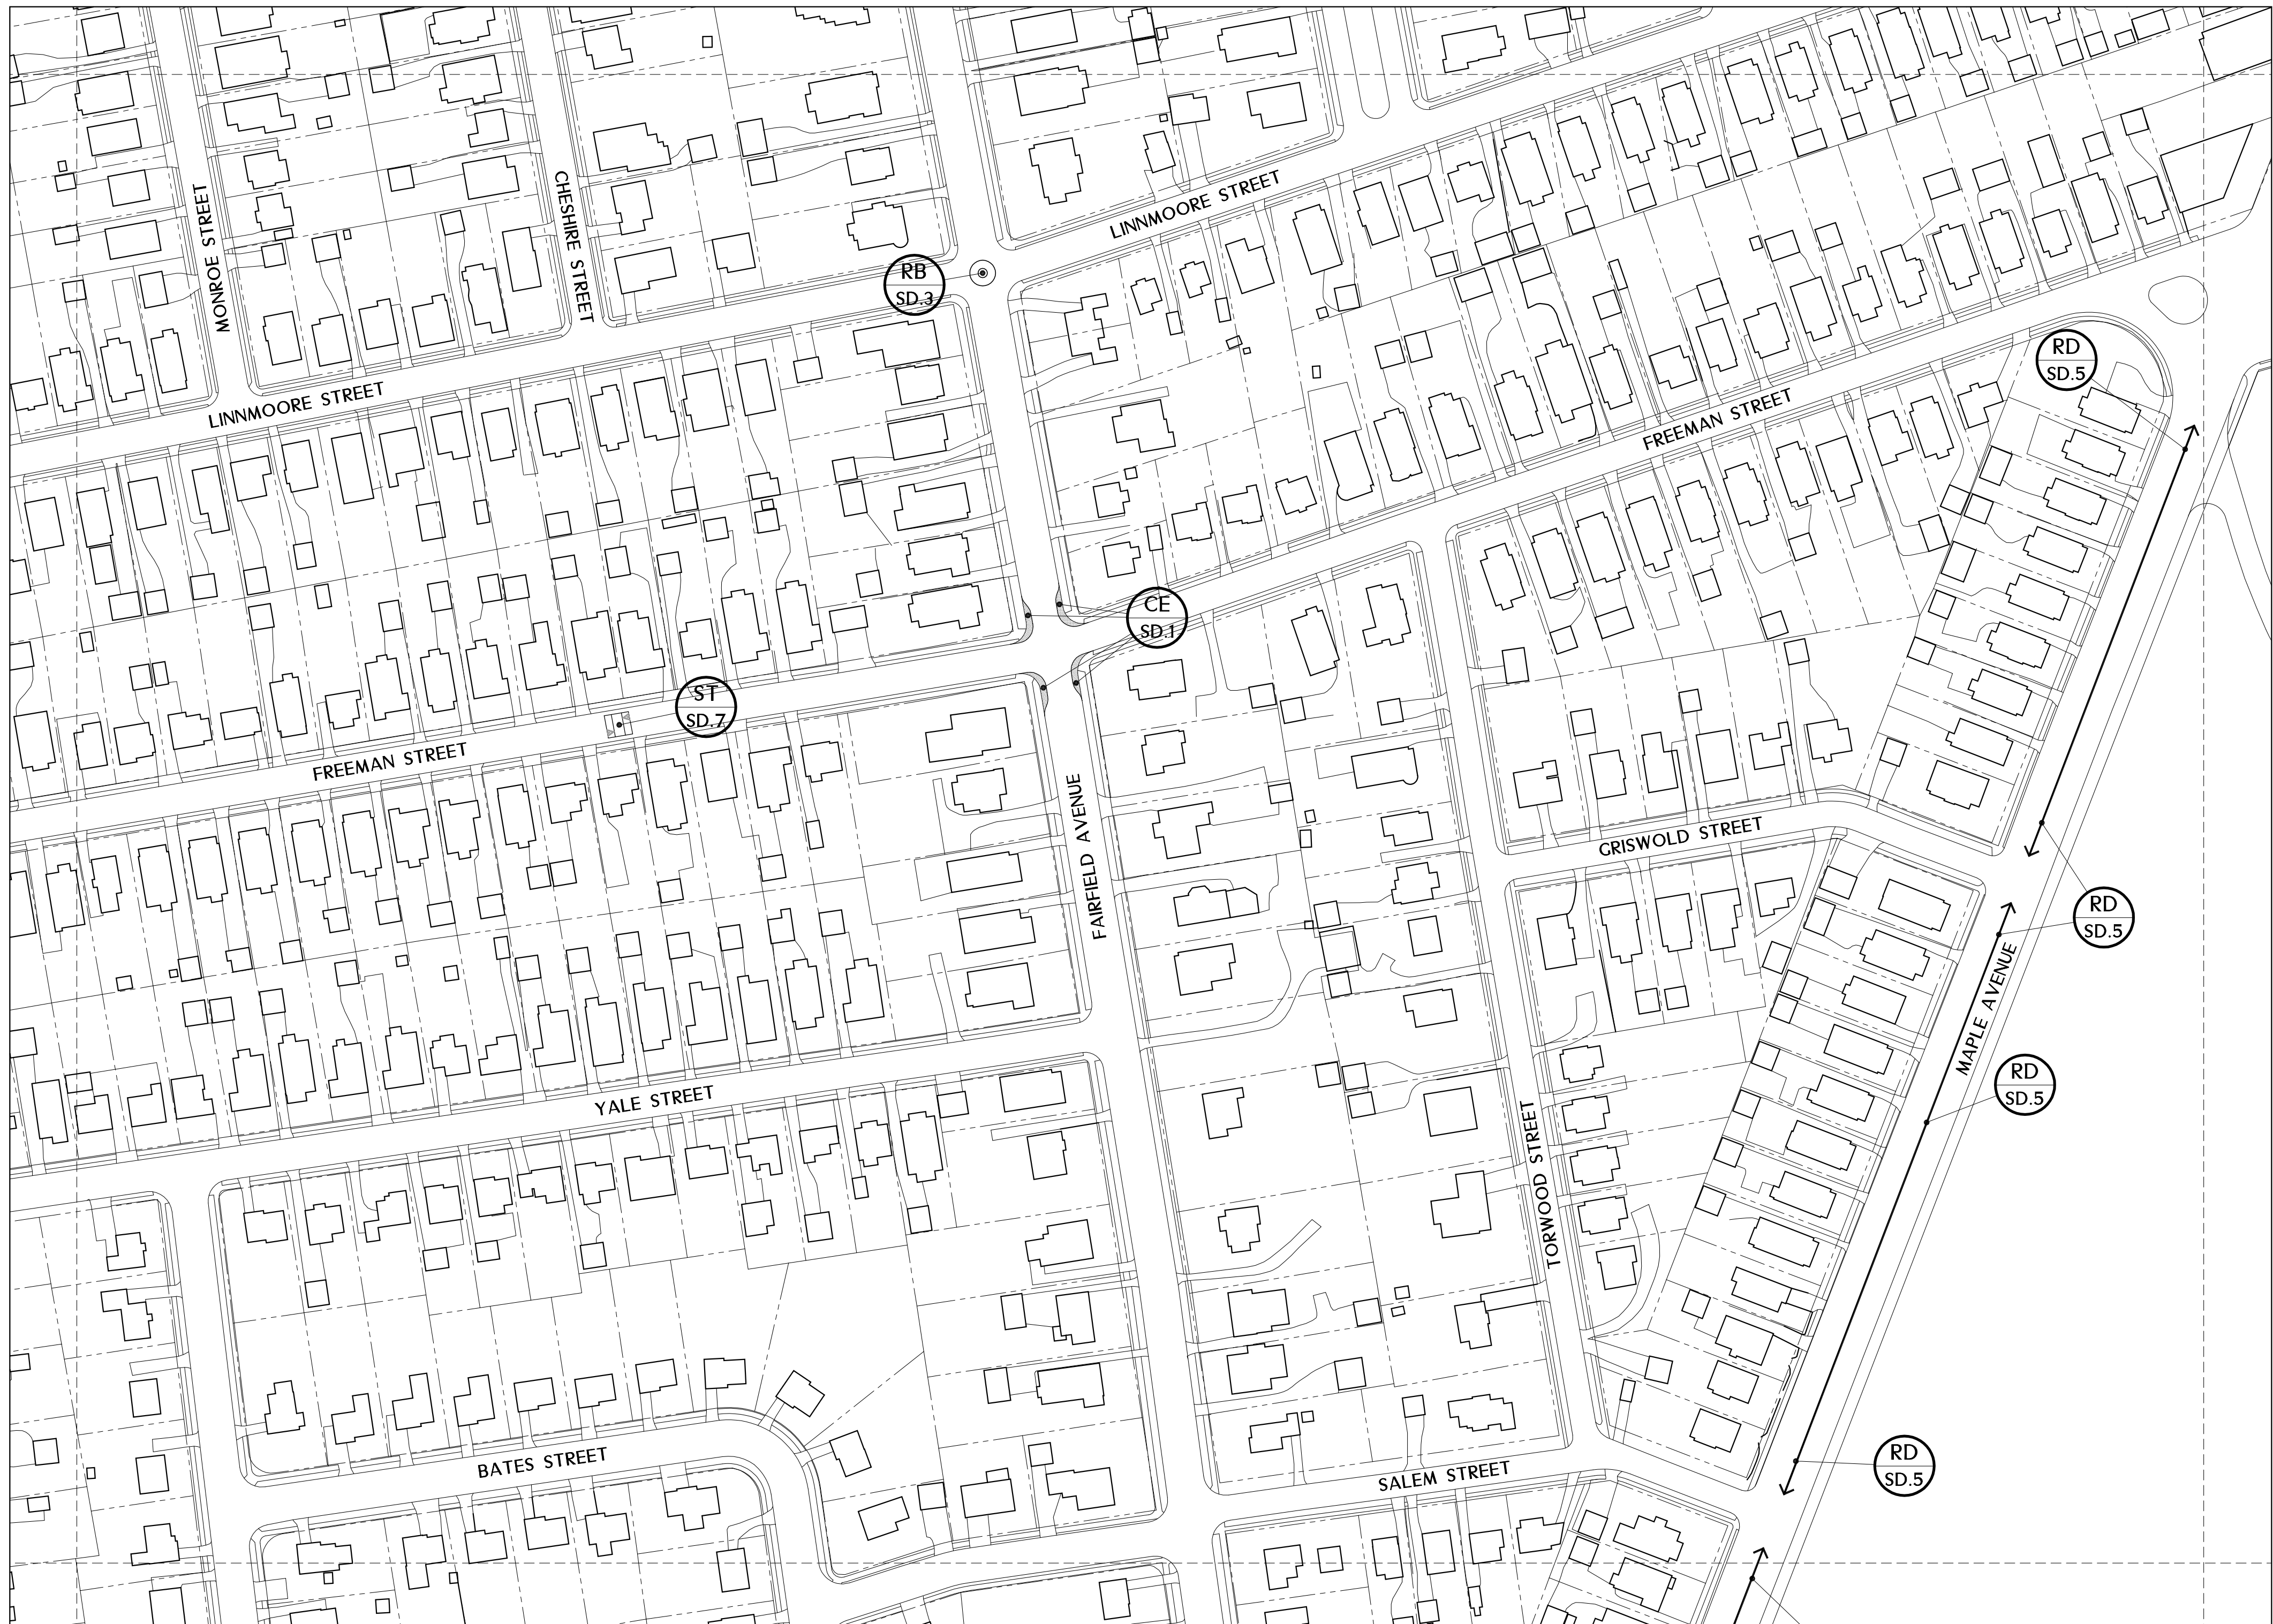 MONROE STREET
CHESHIRE STREET
LINNMOORE STREET
RB
SD.3
LINNMOORE STREET
RD
SD.5
FREEMAN STREET
CE
SD.1
ST
SD.7
FREEMAN STREET
FAIRFIELD AVENUE
GRISWOLD STREET
RD
SD.5
MAPLE AVENUE
RD
SD.5
YALE STREET
TORWOOD STREET
BATES STREET
SALEM STREET
RD
SD.5